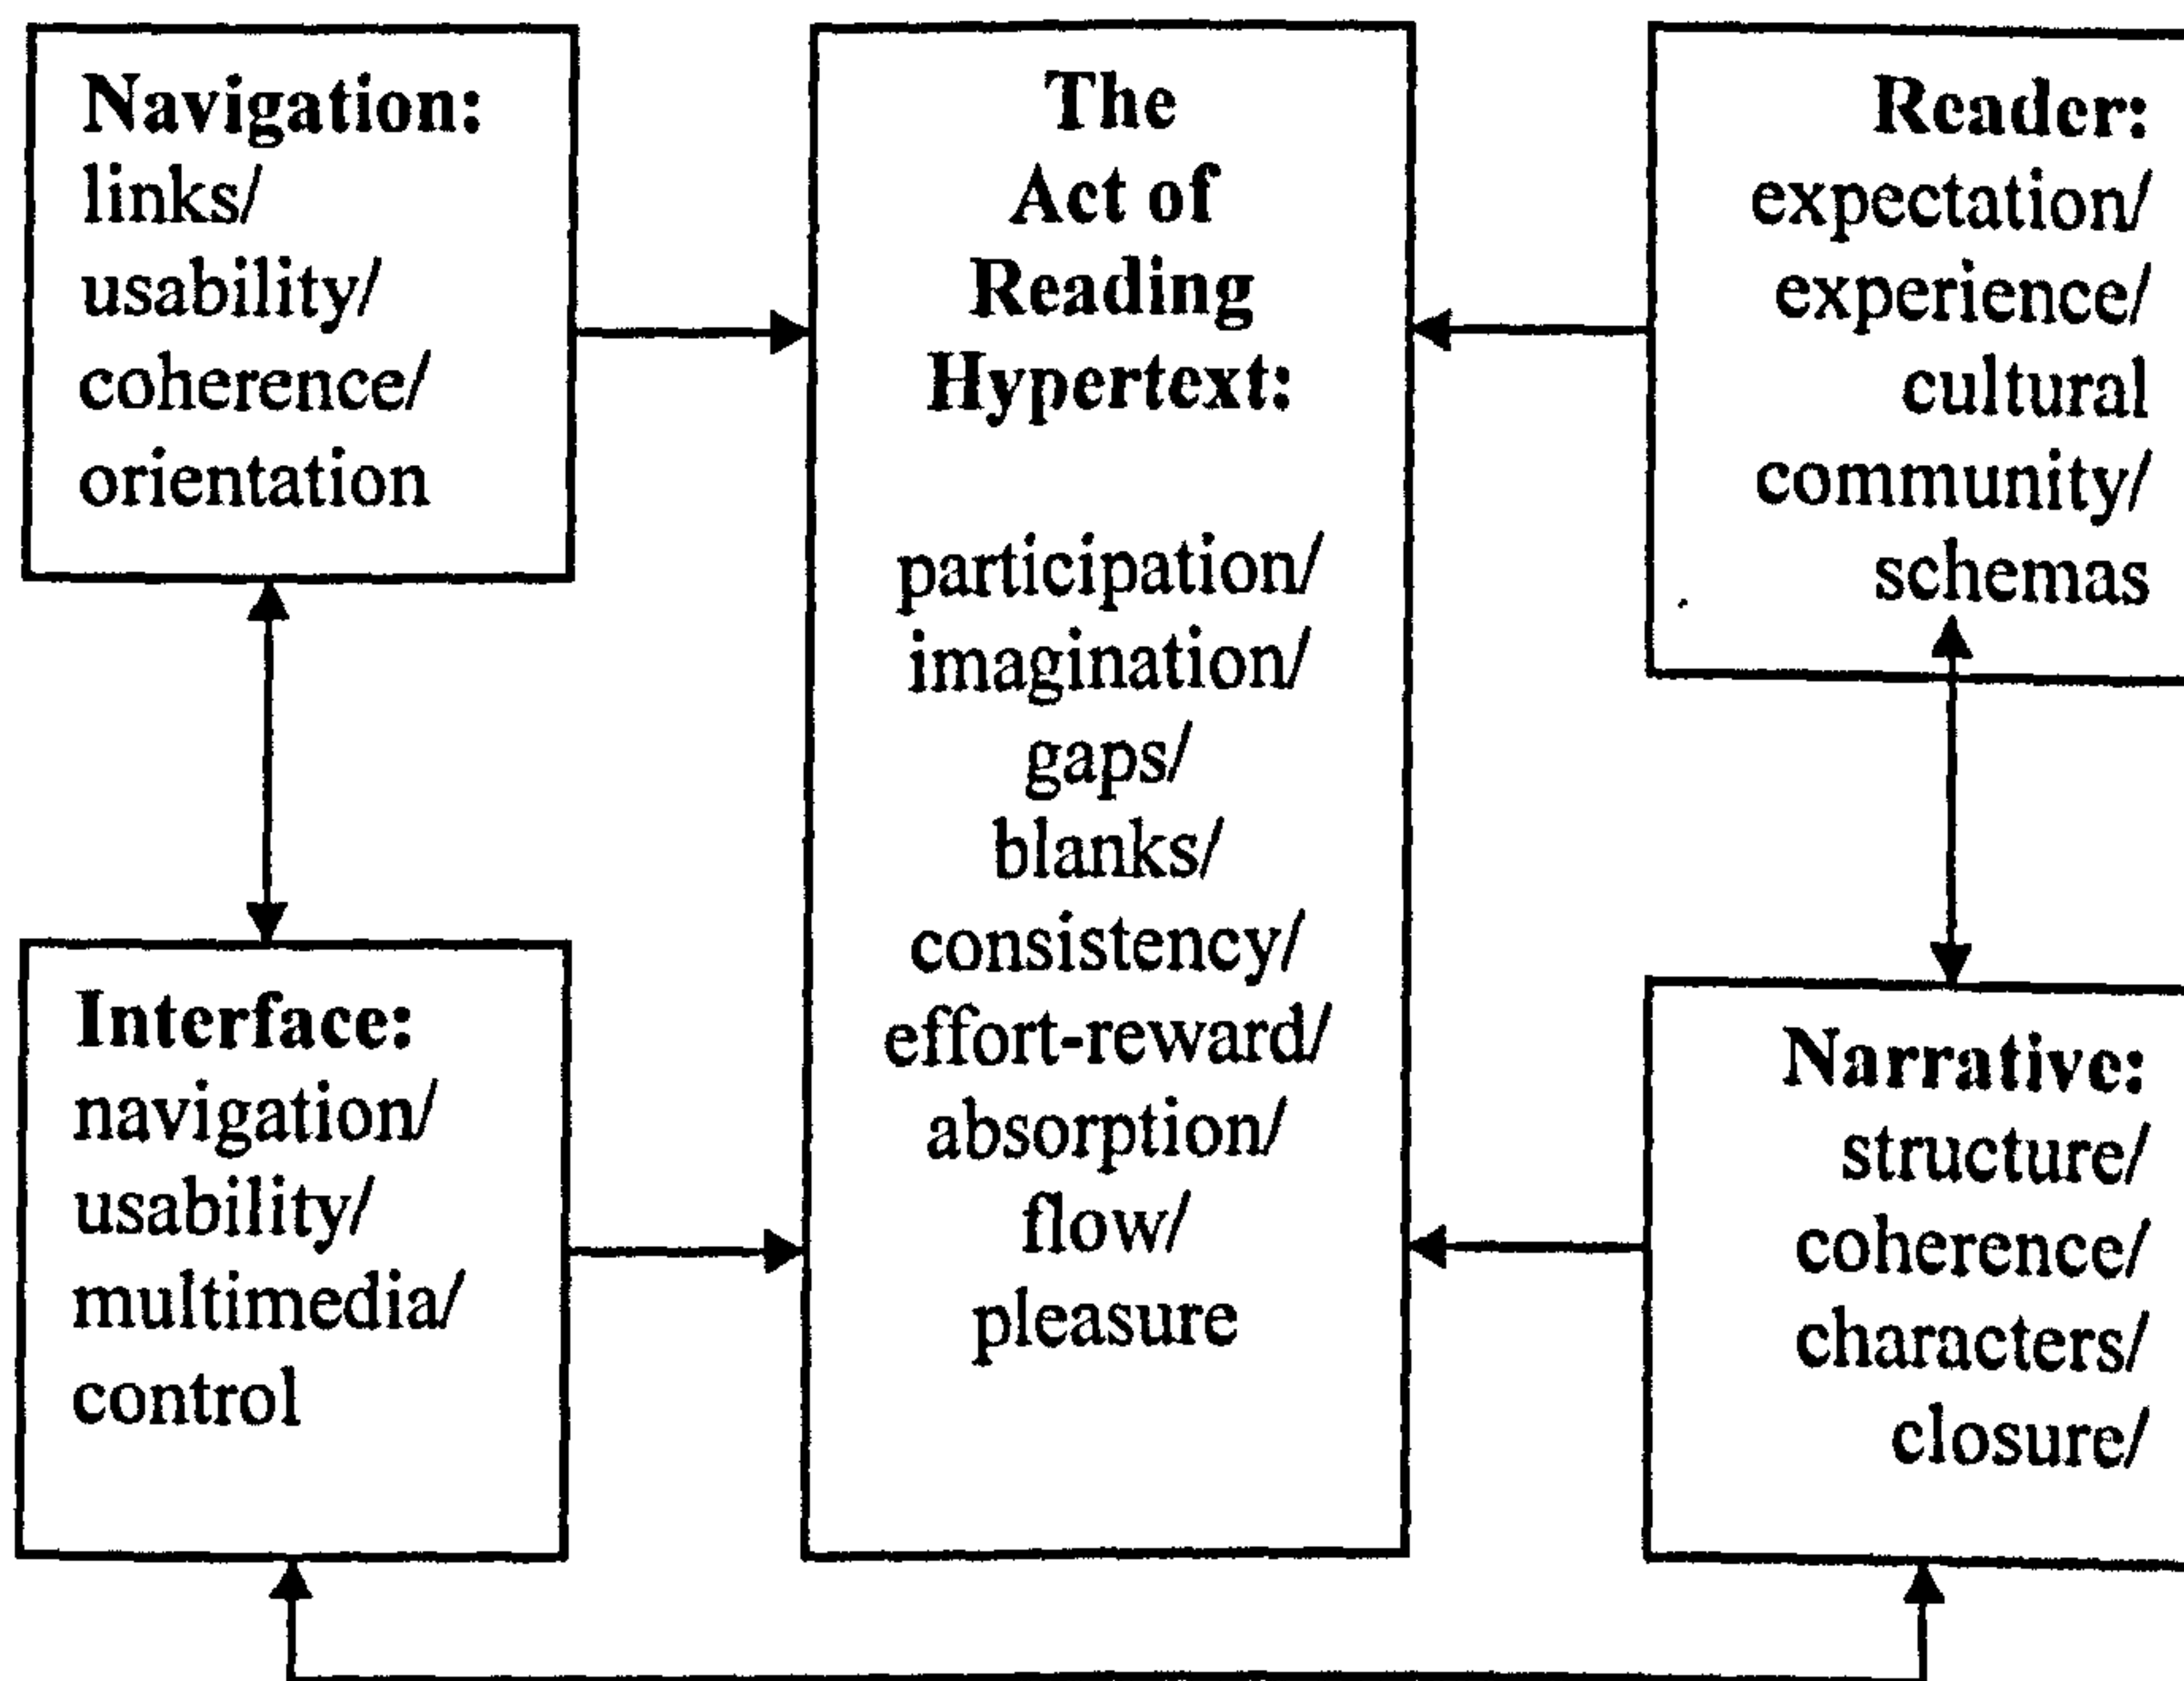 Navigation:
links/
usability/
coherence/
orientation
Interface:
navigation/
usability/
multimedia/
control
The
Act of
Reading
Hypertext:
participation/
imagination/
gaps/
blanks/
consistency/
effort-reward/
absorption/
flow/
pleasure
Reader:
expectation/
experience/
cultural
community/
schemas
Narrative:
structure/
coherence/
characters/
closure/